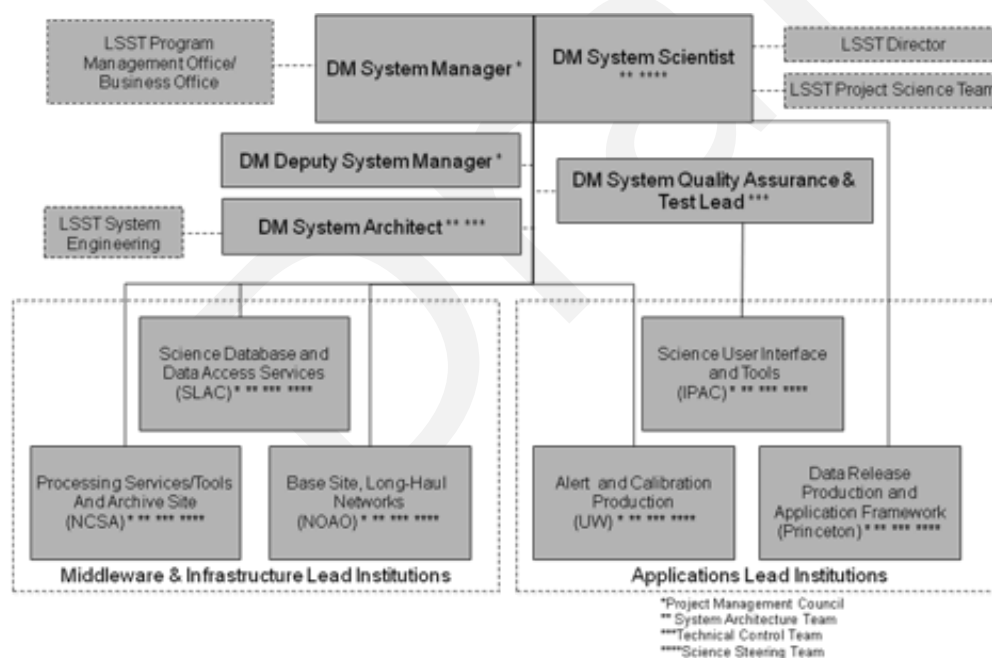 LSST Program
Management Office/
Business Office
DM System Manager *
DM System Scientist
** ****
LSST Director
LSST Project Science Team
DM Deputy System Manager *
DM System Quality Assurance &
Test Lead ***
LSST System
Engineering
DM System Architect ** ***
Science Database and
Data Access Services
(SLAC) * ** *** ****
Science User Interface
and Tools
(IPAC) * ** *** ****
Processing Services/Tools
And Archive Site
(NCSA) * ** *** ****
Base Site, Long-Haul
Networks
(NOAO) * ** *** ****
Alert and Calibration
Production
(UW) * ** *** ****
Data Release
Production and
Application Framework
(Princeton) * ** *** ****
Middleware & Infrastructure Lead Institutions
Applications Lead Institutions
*Project Management Council
** System Architecture Team
***Technical Control Team
****Science Steering Team